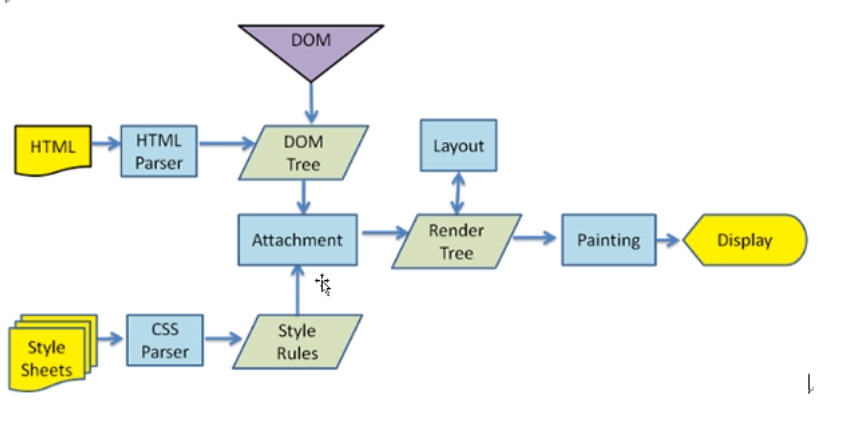 DOM
HTML
HTML
Parser
DOM
Tree
Layout
Attachment
Render
Tree
Painting
Display
Style
Sheets
CSS
Parser
Style
Rules